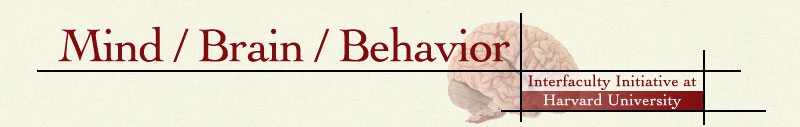 Mind / Brain / Behavior
Interfaculty Initiative at
Harvard University